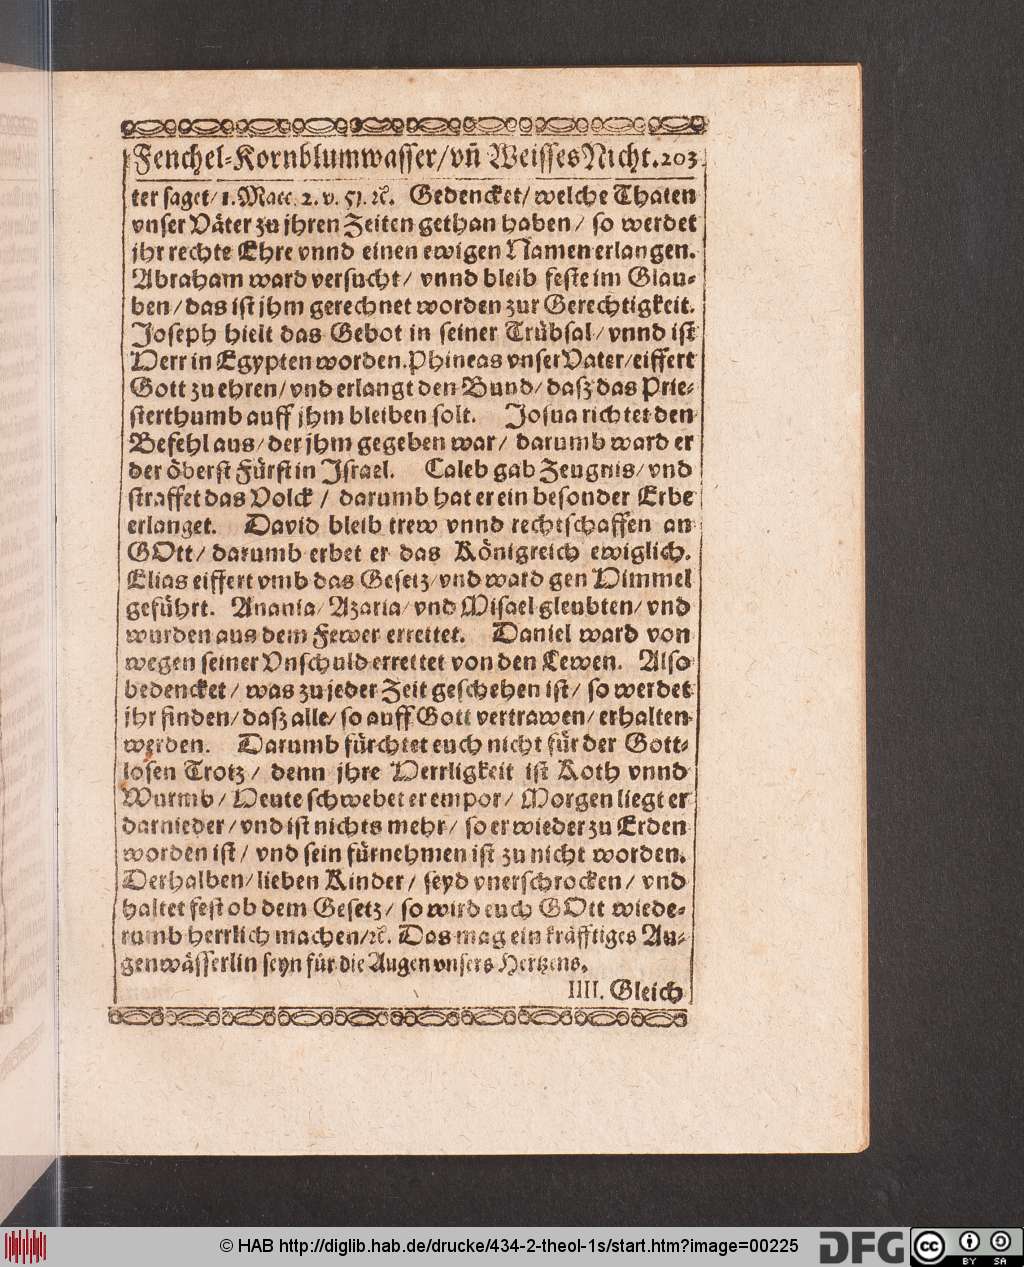 Fenchel-Kornblumwasser/vñ Weisses Nicht. 203
ter saget/1. Macc. 2. v. 51. ꝛc. Gedencket/ welche Thaten
vnser Väter zu jhren Zeiten gethan haben/ so werdet
jhr rechte Ehre vnnd einen ewigen Namen erlangen.
Abraham ward versucht/ vnnd bleib feste im Glau-
ben/ das ist jhm gerechnet worden zur Gerechtigkeit.
Joseph hielt das Gebot in seiner Trübsal/ vnnd ist
Herr in Egypten worden. Phineas vnser Vater/eiffert
Gott zu ehren/ vnd erlangt den Bund/ daß das Prie-
sterthumb auff jhm bleiben solt. Josua richtet den
Befehl aus/ der jhm gegeben war/ darumb ward er
der öberst Fürst in Israel. Caleb gab Zeugnis/ vnd
straffet das Volck / darumb hat er ein besonder Erbe
erlanget. David bleib trew vnnd rechtschaffen an
GOtt/ darumb erbet er das Königreich ewiglich.
Elias eiffert vmb das Gesetz/ vnd ward gen Himmel
geführt. Anania/ Azaria/ vnd Misael gleubten/ vnd
wurden aus dem Fewer errettet. Daniel ward von
wegen seiner Vnschuld errettet von den Lewen. Also
bedencket / was zu jeder Zeit geschehen ist/ so werdet
jhr finden/ daß alle/ so auff Gott vertrawen/ erhalten
werden. Darumb fürchtet euch nicht für der Gott-
losen Trotz/ denn jhre Herrligkeit ist Koth vnnd
Wurmb/ Heute schwebet er empor/ Morgen liegt er
darnieder/ vnd ist nichts mehr/ so er wieder zu Erden
worden ist/ vnd sein fürnehmen ist zu nicht worden.
Derhalben/ lieben Kinder/ seyd vnerschrocken/ vnd
haltet fest ob dem Gesetz/ so wird euch GOtt wiede-
rumb herrlich machen/ꝛc. Das mag ein kräfftiges Au-
genwässerlin seyn für die Augen vnsers Hertzens.
IIII. Gleich
© HAB http://diglib.hab.de/drucke/434-2-theol-1s/start.htm?image=00225
DFG
cc BY SA